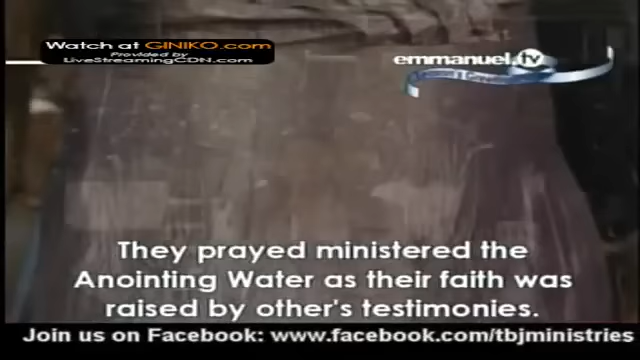 Watch at GINIKO.com
Provided by
LiveStreamingCDN.com
emmanuel.tv
They prayed ministered the
Anointing Water as their faith was
raised by other's testimonies.
Join us on Facebook: www.facebook.com/tbjministries